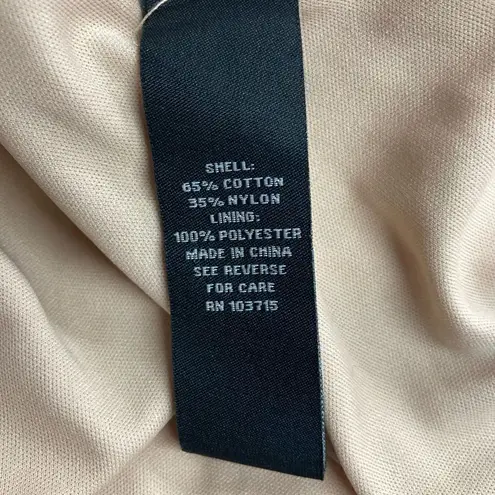 SHELL:
65% COTTON
35% NYLON
LINING:
100% POLYESTER
MADE IN CHINA
SEE REVERSE
FOR CARE
RN 103715